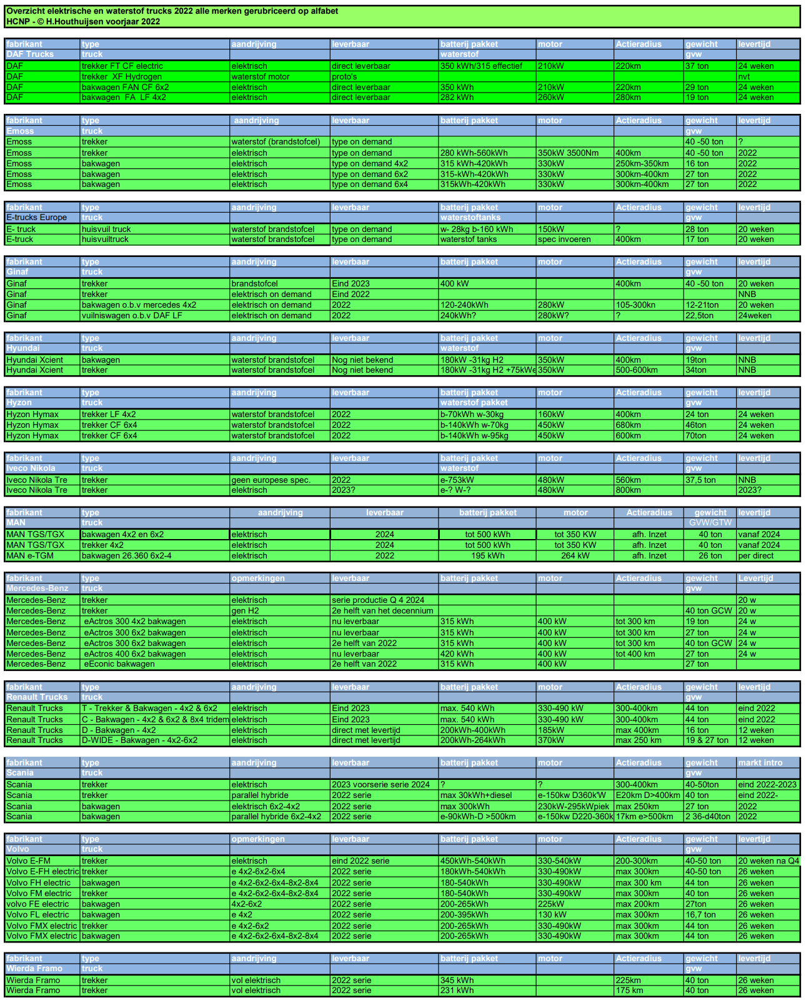 Overzicht elektrische en waterstof trucks 2022 alle merken gerubriceerd op alfabet
HCNP - © H.Houthuijsen voorjaar 2022
fabrikant type aandrijving leverbaar batterij pakket motor Actieradius gewicht levertijd
DAF Trucks truck waterstof gvw
DAF trekker FT CF electric elektrisch direct leverbaar 350 kWh/315 effectief 210kW 220km 37 ton 24 weken
DAF trekker XF Hydrogen waterstof motor proto's nvt
DAF bakwagen FAN CF 6x2 elektrisch direct leverbaar 350 kWh 210kW 220km 29 ton 24 weken
DAF bakwagen FA LF 4x2 elektrisch direct leverbaar 282 kWh 260kW 280km 19 ton 24 weken
fabrikant type aandrijving leverbaar batterij pakket motor Actieradius gewicht levertijd
Emoss truck gvw
Emoss trekker waterstof (brandstofcel) type on demand 40 -50 ton ?
Emoss trekker elektrisch type on demand 280 kWh-560kWh 350kW 3500Nm 400km 40 -50 ton 2022
Emoss bakwagen elektrisch type on demand 4x2 315 kWh-420kWh 330kW 250km-350km 16 ton 2022
Emoss bakwagen elektrisch type on demand 6x2 315-kWh-420kWh 330kW 300km-400km 27 ton 2022
Emoss bakwagen elektrisch type on demand 6x4 315kWh-420kWh 330kW 300km-400km 27 ton 2022
fabrikant type aandrijving leverbaar batterij pakket motor Actieradius gewicht levertijd
E-trucks Europe truck waterstoftanks gvw
E- truck huisvuil truck waterstof brandstofcel type on demand w- 28kg b-160 kWh 150kW ? 28 ton 20 weken
E-truck huisvuiltruck waterstof brandstofcel type on demand waterstof tanks spec invoeren 400km 17 ton 20 weken
fabrikant type aandrijving leverbaar batterij pakket motor Actieradius gewicht levertijd
Ginaf truck gvw
Ginaf trekker brandstofcel Eind 2023 400 kW 400km 40 -50 ton 20 weken
Ginaf trekker elektrisch on demand Eind 2022 NNB
Ginaf bakwagen o.b.v mercedes 4x2 elektrisch on demand 2022 120-240kWh 280kW 105-300kn 12-21ton 20 weken
Ginaf vuilniswagen o.b.v DAF LF elektrisch on demand 2022 240kWh? 280kW? ? 22,5ton 24weken
fabrikant type aandrijving leverbaar batterij pakket motor Actieradius gewicht levertijd
Hyundai truck waterstof gvw
Hyundai Xcient bakwagen waterstof brandstofcel Nog niet bekend 180kW -31kg H2 350kW 400km 19ton NNB
Hyundai Xcient trekker waterstof brandstofcel Nog niet bekend 180kW -31kg H2 +75kWe 350kW 500-600km 34ton NNB
fabrikant type aandrijving leverbaar batterij pakket motor Actieradius gewicht levertijd
Hyzon truck waterstof pakket gvw
Hyzon Hymax trekker LF 4x2 waterstof brandstofcel 2022 b-70kWh w-30kg 160kW 400km 24 ton 24 weken
Hyzon Hymax trekker CF 6x4 waterstof brandstofcel 2022 b-140kWh w-70kg 450kW 680km 46ton 24 weken
Hyzon Hymax trekker CF 6x4 waterstof brandstofcel 2022 b-140kWh w-95kg 450kW 600km 70ton 24 weken
fabrikant type aandrijving leverbaar batterij pakket motor Actieradius gewicht levertijd
Iveco Nikola truck waterstof gvw
Iveco Nikola Tre trekker geen europese spec. 2022 e-753kW 480kW 560km 37,5 ton NNB
Iveco Nikola Tre trekker elektrisch 2023? e-? W-? 480kW 800km 2023?
fabrikant type aandrijving leverbaar batterij pakket motor Actieradius gewicht levertijd
MAN truck GVW/GTW
MAN TGS/TGX bakwagen 4x2 en 6x2 elektrisch 2024 tot 500 kWh tot 350 KW afh. Inzet 40 ton vanaf 2024
MAN TGS/TGX trekker 4x2 elektrisch 2024 tot 500 kWh tot 350 KW afh. Inzet 40 ton vanaf 2024
MAN e-TGM bakwagen 26.360 6x2-4 elektrisch 2022 195 kWh 264 kW afh. Inzet 26 ton per direct
fabrikant type opmerkingen leverbaar batterij pakket motor Actieradius gewicht Levertijd
Mercedes-Benz truck gvw
Mercedes-Benz trekker elektrisch serie productie Q 4 2024 20 w
Mercedes-Benz trekker gen H2 2e helft van het decennium 40 ton GCW 20 w
Mercedes-Benz eActros 300 4x2 bakwagen elektrisch nu leverbaar 315 kWh 400 kW tot 300 km 19 ton 24 w
Mercedes-Benz eActros 300 6x2 bakwagen elektrisch nu leverbaar 315 kWh 400 kW tot 300 km 27 ton 24 w
Mercedes-Benz eActros 300 6x2 bakwagen elektrisch 2e helft van 2022 315 kWh 400 kW tot 300 km 40 ton GCW 24 w
Mercedes-Benz eActros 400 6x2 bakwagen elektrisch nu leverbaar 420 kWh 400 kW tot 400 km 27 ton 24 w
Mercedes-Benz eEconic bakwagen elektrisch 2e helft van 2022 315 kWh 400 kW 27 ton
fabrikant type aandrijving leverbaar batterij pakket motor Actieradius gewicht levertijd
Renault Trucks truck gvw
Renault Trucks T - Trekker & Bakwagen - 4x2 & 6x2 elektrisch Eind 2023 max. 540 kWh 330-490 kW 300-400km 44 ton eind 2022
Renault Trucks C - Bakwagen - 4x2 & 6x2 & 8x4 tridem elektrisch Eind 2023 max. 540 kWh 330-490 kW 300-400km 44 ton eind 2022
Renault Trucks D - Bakwagen - 4x2 elektrisch direct met levertijd 200kWh-400kWh 185kW max 400km 16 ton 12 weken
Renault Trucks D-WIDE - Bakwagen - 4x2-6x2 elektrisch direct met levertijd 200kWh-264kWh 370kW max 250 km 19 & 27 ton 12 weken
fabrikant type aandrijving leverbaar batterij pakket motor Actieradius gewicht markt intro
Scania truck gvw
Scania trekker elektrisch 2023 voorserie serie 2024 ? ? 300-400km 40-50ton eind 2022-2023
Scania trekker parallel hybride 2022 serie max 30kWh+diesel e-150kw D360k'W E20km D>400km 40 ton eind 2022-
Scania bakwagen elektrisch 6x2-4x2 2022 serie max 300kWh 230kW-295kWpiek max 250km 27 ton 2022
Scania bakwagen parallel hybride 6x2-4x2 2022 serie e-90kWh-D >500km e-150kw D220-360k 17km e>500km 2 36-d40ton 2022
fabrikant type opmerkingen leverbaar batterij pakket motor Actieradius gewicht levertijd
Volvo truck gvw
Volvo E-FM trekker elektrisch eind 2022 serie 450kWh-540kWh 330-540kW 200-300km 40-50 ton 20 weken na Q4
Volvo E-FH electric trekker e 4x2-6x2-6x4 2022 serie 180kWh-540kWh 330-490kW max 300km 40-50 ton 26 weken
Volvo FH electric bakwagen e 4x2-6x2-6x4-8x2-8x4 2022 serie 180-540kWh 330-490kW max 300 km 44 ton 26 weken
Volvo FM electric trekker e 4x2-6x2-6x4-8x2-8x4 2022 serie 180-540kWh 330-490kW max 300km 40 ton 26 weken
volvo FE electric bakwagen 4x2-6x2 2022 serie 200-265kWh 225kW max 200km 27ton 26 weken
Volvo FL electric bakwagen e 4x2 2022 serie 200-395kWh 130 kW max 300km 16,7 ton 26 weken
Volvo FMX electric trekker e 4x2-6x2 2022 serie 200-265kWh 330-490kW max 300km 44 ton 26 weken
Volvo FMX electric bakwagen e 4x2-6x2-6x4-8x2-8x4 2022 serie 200-265kWh 330-490kW max 300km 44 ton 26 weken
fabrikant type aandrijving leverbaar batterij pakket motor Actieradius gewicht levertijd
Wierda Framo truck gvw
Wierda Framo trekker vol elektrisch 2022 serie 345 kWh 225km 40 ton 26 weken
Wierda Framo trekker vol elektrisch 2022 serie 231 kWh 175 km 40 ton 26 weken